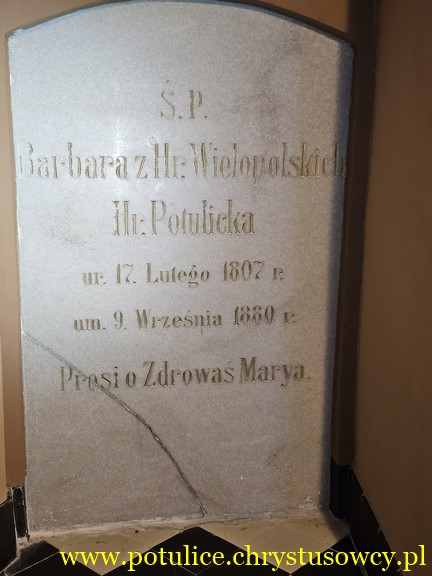 Ś.P.
Barbara z Hr. Wielopolskich
Hr. Potulicka
ur. 17. Lutego 1807 r.
um. 9. Września 1880 r.
Prosi o Zdrowaś Marya.
www.potulice.chrystusowcy.pl